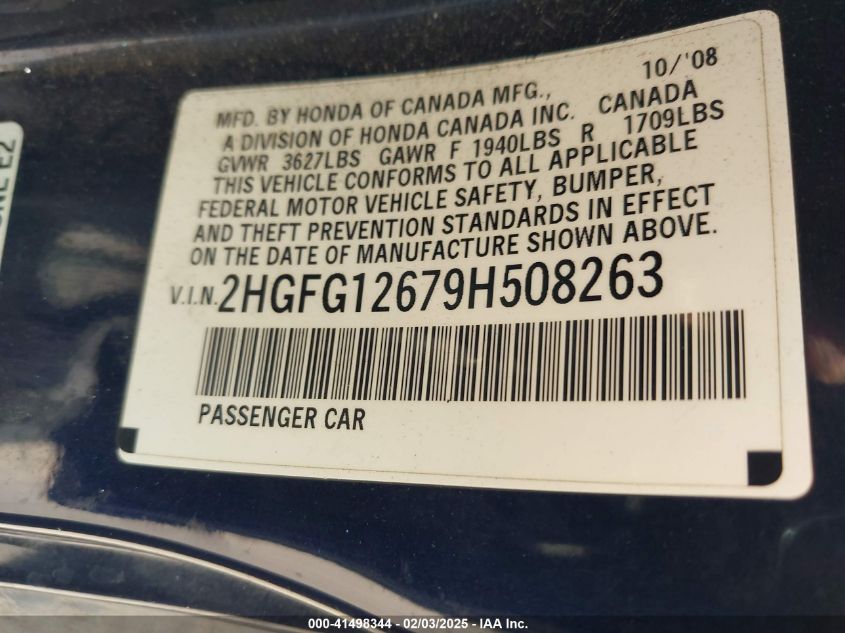 10/'08
MFD. BY HONDA OF CANADA MFG.,
A DIVISION OF HONDA CANADA INC. CANADA
GVWR 3627LBS GAWR F 1940LBS R 1709LBS
THIS VEHICLE CONFORMS TO ALL APPLICABLE
FEDERAL MOTOR VEHICLE SAFETY, BUMPER,
AND THEFT PREVENTION STANDARDS IN EFFECT
ON THE DATE OF MANUFACTURE SHOWN ABOVE.
V.I.N. 2HGFG12679H508263
PASSENGER CAR
E2
000-41498344 - 02/03/2025 - IAA Inc.